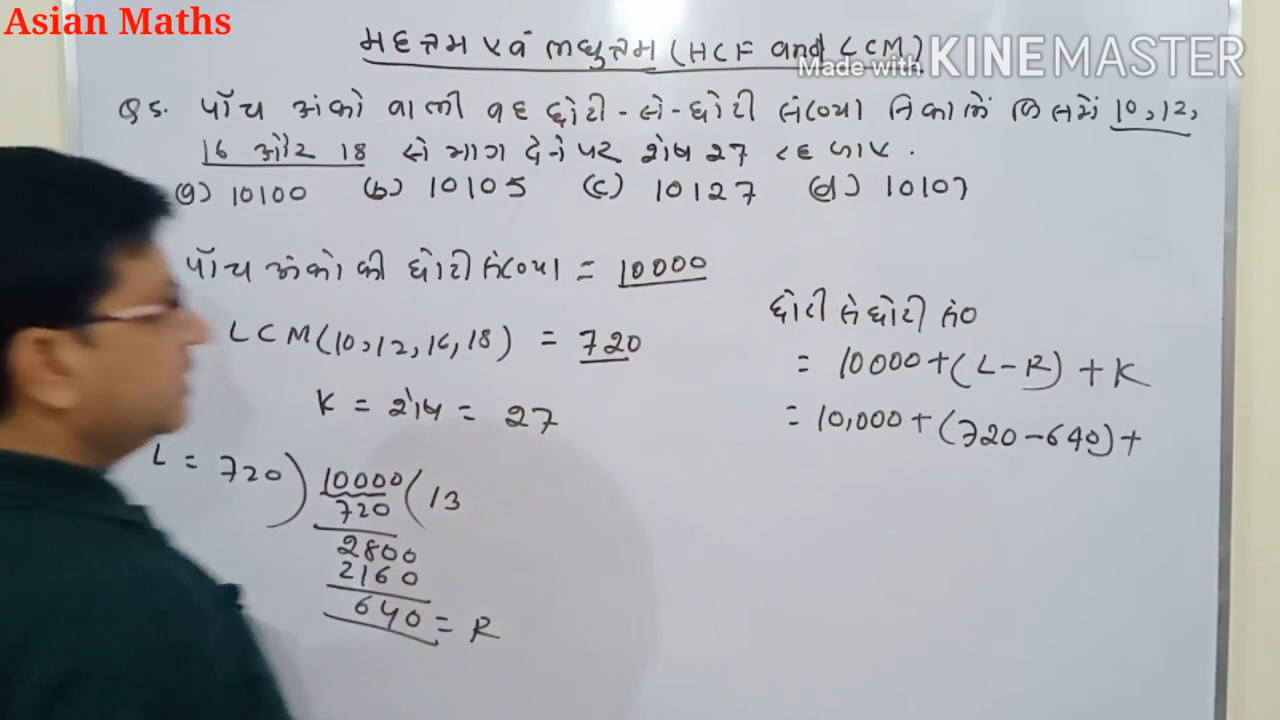 Asian Maths
महत्तम एवं लघुत्तम (HCF and LCM)
Made with KINEMASTER
Q5. पाँच अंको वाली वह छोटी-से-छोटी संख्या निकालें जिसमें 10, 12,
16 और 18 से भाग देने पर शेष 27 रह जाए.
(a) 10100 (b) 10105 (c) 10127 (d) 10107
पाँच अंको की छोटी संख्या = 10000
LCM(10,12,16,18) = 720
K = शेष = 27
L = 720) 10000 (13
720
2800
2160
640 = R
छोटी से छोटी सं०
= 10000 + (L-R) + K
= 10,000 + (720-640) +